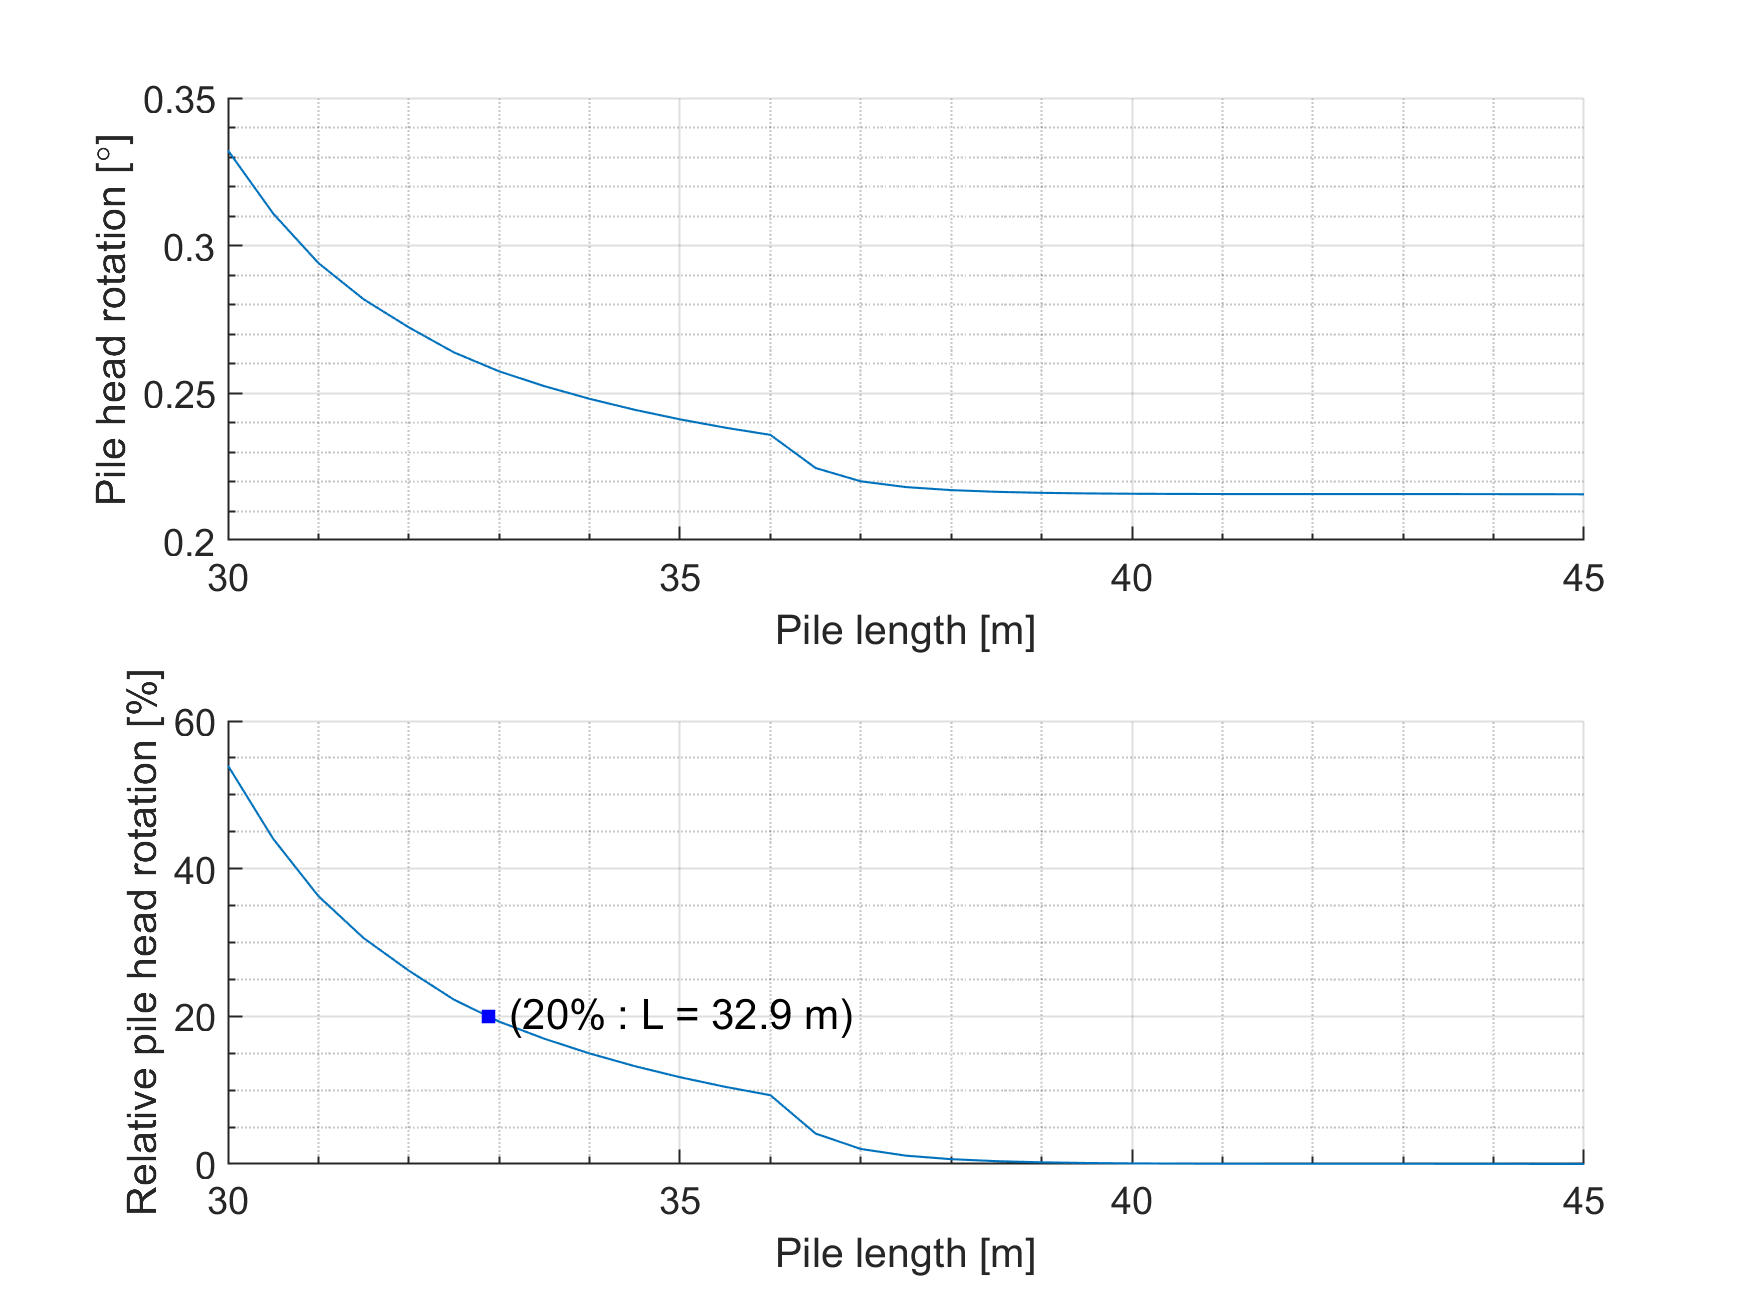 Pile head rotation [°]
0.35
0.3
0.25
0.2
30 35 40 45
Pile length [m]
Relative pile head rotation [%]
60
40
20
0
(20% : L = 32.9 m)
30 35 40 45
Pile length [m]